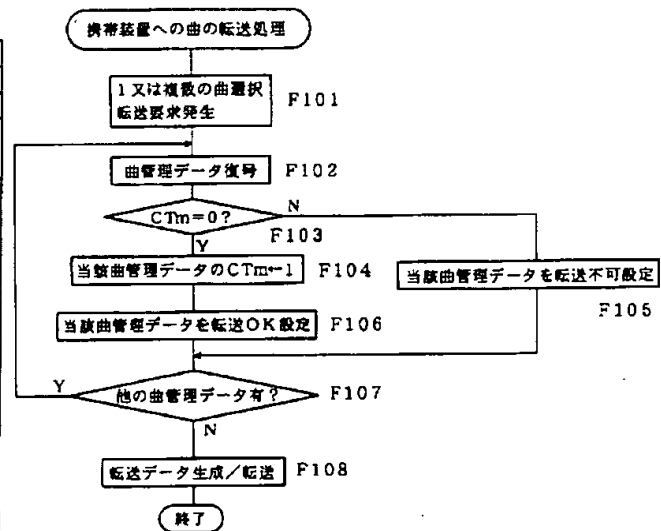 携帯装置への曲の転送処理
1又は複数の曲選択
転送要求発生
F101
曲管理データ復号
F102
CTm=0?
N
F103
Y
当該曲管理データのCTm←1
F104
当該曲管理データを転送不可設定
F105
当該曲管理データを転送OK設定
F106
Y
他の曲管理データ有?
F107
N
転送データ生成/転送
F108
終了